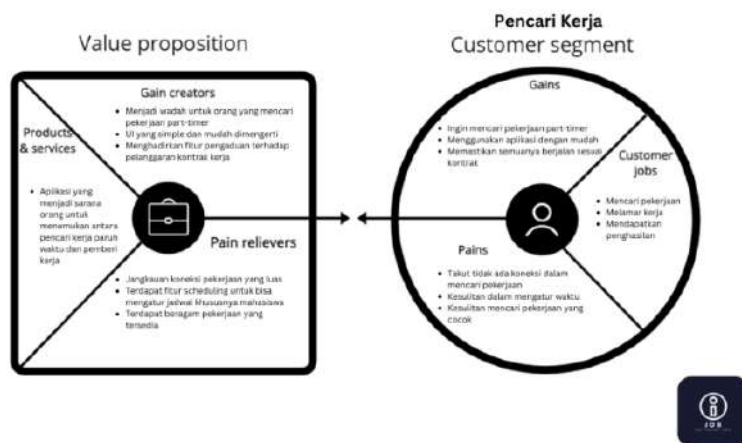 Value proposition
Gain creators
• Menjadi wadah untuk orang yang mencari
pekerjaan part-timer
• UI yang simple dan mudah dimengerti
• Menghadirkan fitur pengaduan terhadap
pelanggaran kontrak kerja
Products
& services
• Aplikasi yang
menjadi sarana
orang untuk
menemukan antara
pencari kerja paruh
waktu dan pemberi
kerja
Pain relievers
• Jangkauan koneksi pekerjaan yang luas
• Terdapat fitur scheduling untuk bisa
mengatur jadwal khususnya mahasiswa
• Terdapat beragam pekerjaan yang
tersedia
Pencari Kerja
Customer segment
Gains
• Ingin mencari pekerjaan part-timer
• Menggunakan aplikasi dengan mudah
• Memastikan semuanya berjalan sesuai
kontrak
Customer
jobs
• Mencari pekerjaan
• Melamar kerja
• Mendapatkan
penghasilan
Pains
• Takut tidak ada koneksi dalam
mencari pekerjaan
• Kesulitan dalam mengatur waktu
• Kesulitan mencari pekerjaan yang
cocok
JOB